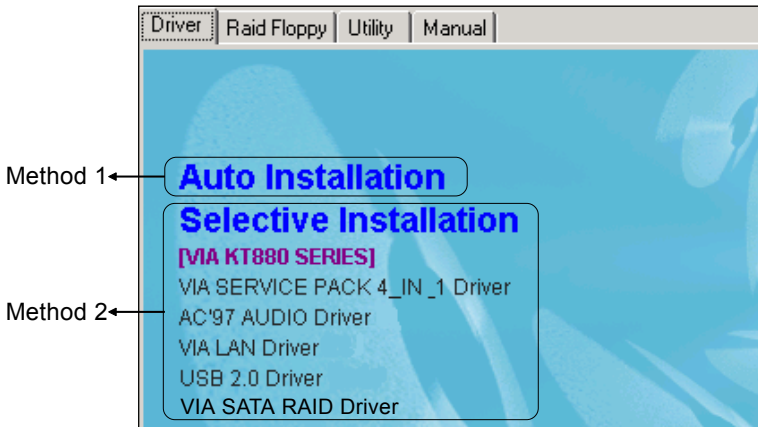 Driver Raid Floppy Utility Manual
Method 1
Auto Installation
Selective Installation
[VIA KT880 SERIES]
VIA SERVICE PACK 4_IN_1 Driver
Method 2
AC'97 AUDIO Driver
VIA LAN Driver
USB 2.0 Driver
VIA SATA RAID Driver